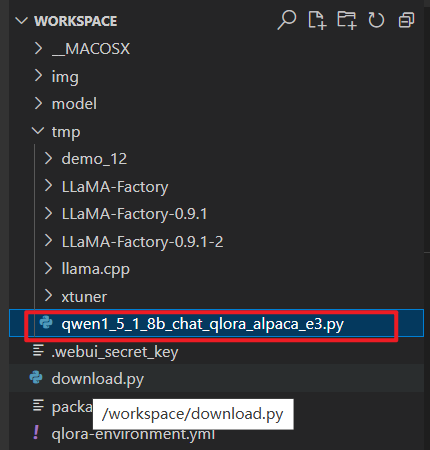 WORKSPACE
__MACOSX
img
model
tmp
demo_12
LLaMA-Factory
LLaMA-Factory-0.9.1
LLaMA-Factory-0.9.1-2
llama.cpp
xtuner
qwen1_5_1_8b_chat_qlora_alpaca_e3.py
.webui_secret_key
download.py
packa
/workspace/download.py
qlora-environment.yml